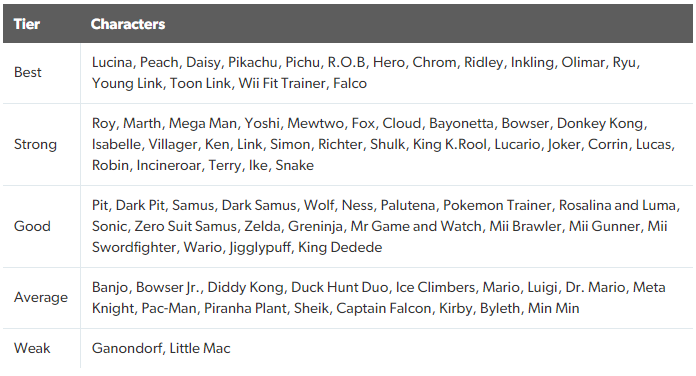 Tier Characters
Best
Lucina, Peach, Daisy, Pikachu, Pichu, R.O.B, Hero, Chrom, Ridley, Inkling, Olimar, Ryu,
Young Link, Toon Link, Wii Fit Trainer, Falco
Strong
Roy, Marth, Mega Man, Yoshi, Mewtwo, Fox, Cloud, Bayonetta, Bowser, Donkey Kong,
Isabelle, Villager, Ken, Link, Simon, Richter, Shulk, King K.Rool, Lucario, Joker, Corrin, Lucas,
Robin, Incineroar, Terry, Ike, Snake
Good
Pit, Dark Pit, Samus, Dark Samus, Wolf, Ness, Palutena, Pokemon Trainer, Rosalina and Luma,
Sonic, Zero Suit Samus, Zelda, Greninja, Mr Game and Watch, Mii Brawler, Mii Gunner, Mii
Swordfighter, Wario, Jigglypuff, King Dedede
Average
Banjo, Bowser Jr., Diddy Kong, Duck Hunt Duo, Ice Climbers, Mario, Luigi, Dr. Mario, Meta
Knight, Pac-Man, Piranha Plant, Sheik, Captain Falcon, Kirby, Byleth, Min Min
Weak
Ganondorf, Little Mac